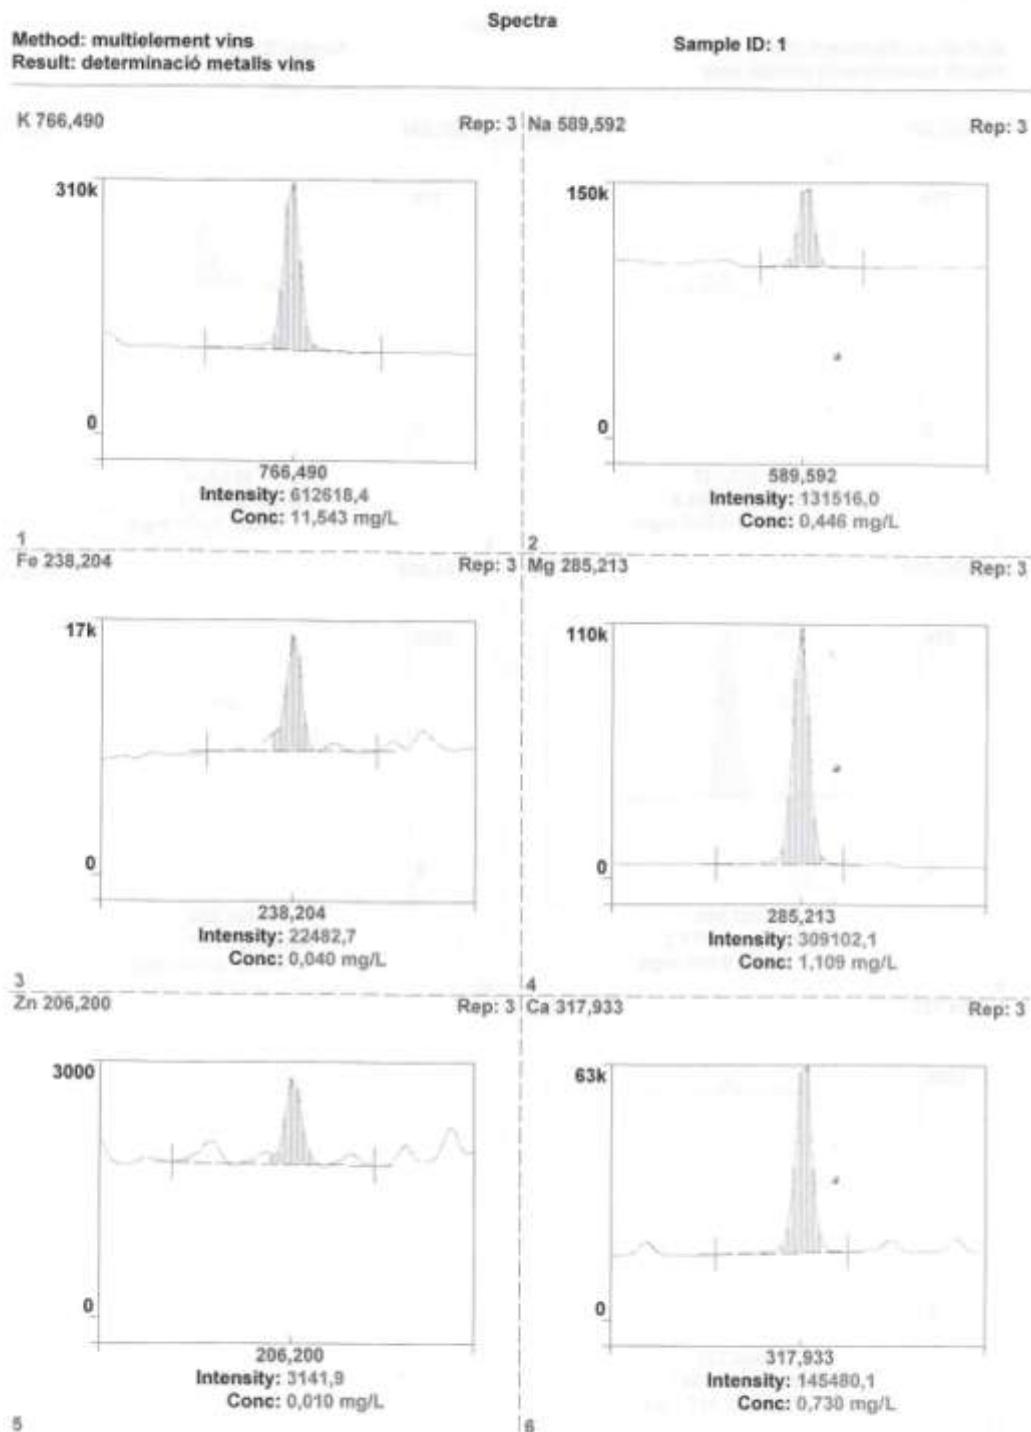 Spectra
Method: multielement vins
Sample ID: 1
Result: determinació metalls vins
K 766,490 Rep: 3
Na 589,592 Rep: 3
310k
0
766,490
Intensity: 612618,4
Conc: 11,543 mg/L
1
150k
0
589,592
Intensity: 131516,0
Conc: 0,446 mg/L
2
Fe 238,204 Rep: 3
Mg 285,213 Rep: 3
17k
0
238,204
Intensity: 22482,7
Conc: 0,040 mg/L
3
110k
0
285,213
Intensity: 309102,1
Conc: 1,109 mg/L
4
Zn 206,200 Rep: 3
Ca 317,933 Rep: 3
3000
0
206,200
Intensity: 3141,9
Conc: 0,010 mg/L
5
63k
0
317,933
Intensity: 145480,1
Conc: 0,730 mg/L
6